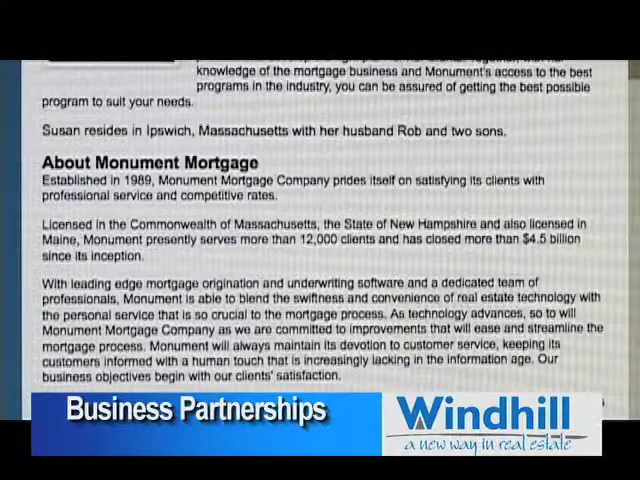 knowledge of the mortgage business and Monument's access to the best
programs in the industry, you can be assured of getting the best possible
program to suit your needs.
Susan resides in Ipswich, Massachusetts with her husband Rob and two sons.
About Monument Mortgage
Established in 1989, Monument Mortgage Company prides itself on satisfying its clients with
professional service and competitive rates.
Licensed in the Commonwealth of Massachusetts, the State of New Hampshire and also licensed in
Maine, Monument presently serves more than 12,000 clients and has closed more than $4.5 billion
since its inception.
With leading edge mortgage origination and underwriting software and a dedicated team of
professionals, Monument is able to blend the swiftness and convenience of real estate technology with
the personal service that is so crucial to the mortgage process. As technology advances, so to will
Monument Mortgage Company as we are committed to improvements that will ease and streamline the
mortgage process. Monument will always maintain its devotion to customer service, keeping its
customers informed with a human touch that is increasingly lacking in the information age. Our
business objectives begin with our clients' satisfaction.
Business Partnerships
Windhill
a new way in real estate